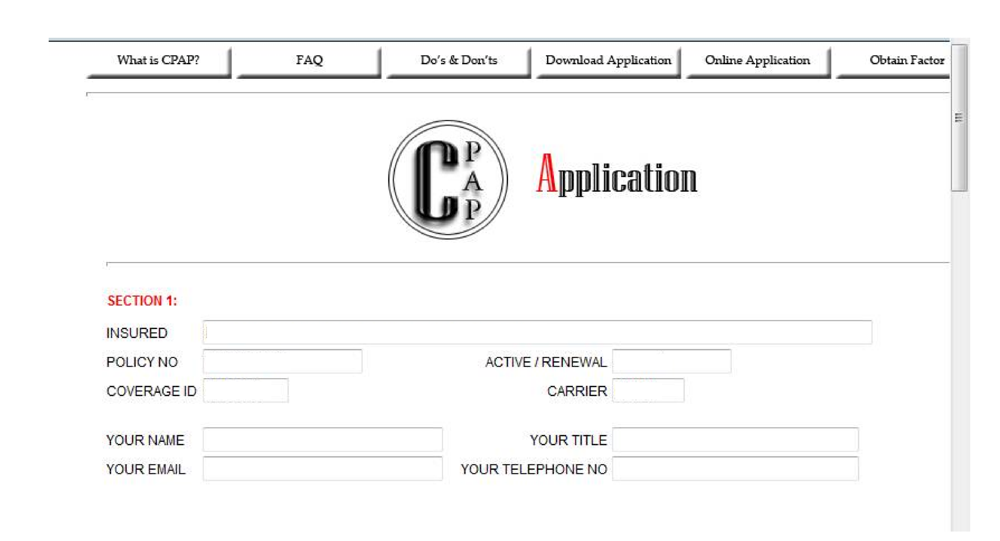 What is CPAP? FAQ Do's & Don'ts Download Application Online Application Obtain Factor
C P A P Application
SECTION 1:
INSURED
POLICY NO ACTIVE / RENEWAL
COVERAGE ID CARRIER
YOUR NAME YOUR TITLE
YOUR EMAIL YOUR TELEPHONE NO